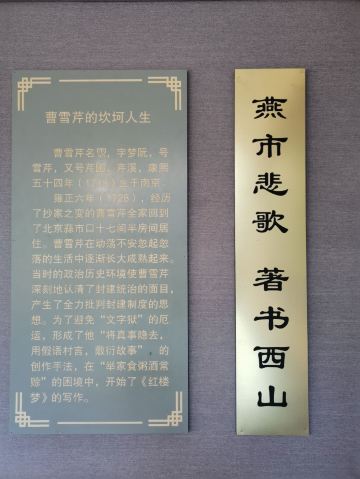 曹雪芹的坎坷人生
曹雪芹名霑，字梦阮，号
雪芹，又号芹圃、芹溪，康熙
五十四年（1715）生于南京。
雍正六年（1728），经历
了抄家之变的曹雪芹全家回到
了北京蒜市口十七间半房间居
住。曹雪芹在动荡不安忽起忽
落的生活中逐渐长大成熟起来。
当时的政治历史环境使曹雪芹
深刻地认清了封建统治的面目，
产生了全力批判封建制度的思
想。为了避免“文字狱”的厄
运，形成了他“将真事隐去，
用假语村言，敷衍故事”的
创作手法，在“举家食粥酒常
赊”的困境中，开始了《红楼
梦》的写作。
燕市悲歌 著书西山